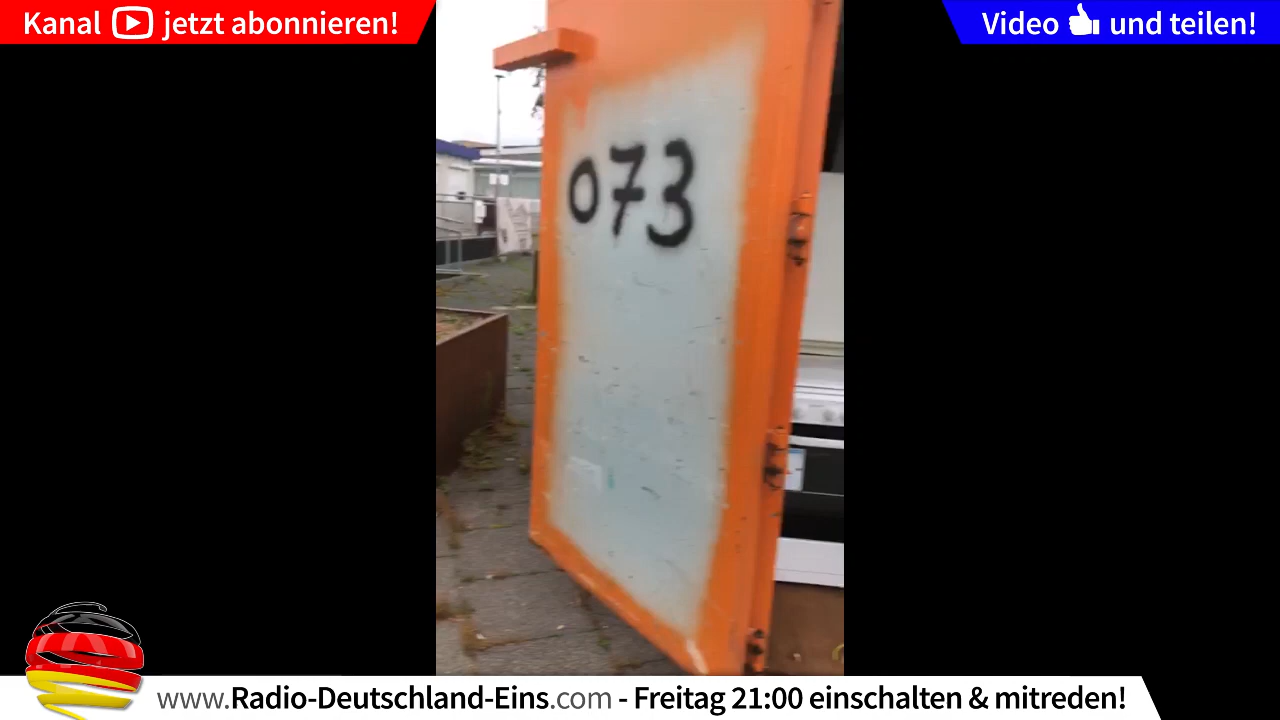 Kanal jetzt abonnieren!
Video und teilen!
073
www.Radio-Deutschland-Eins.com - Freitag 21:00 einschalten & mitreden!